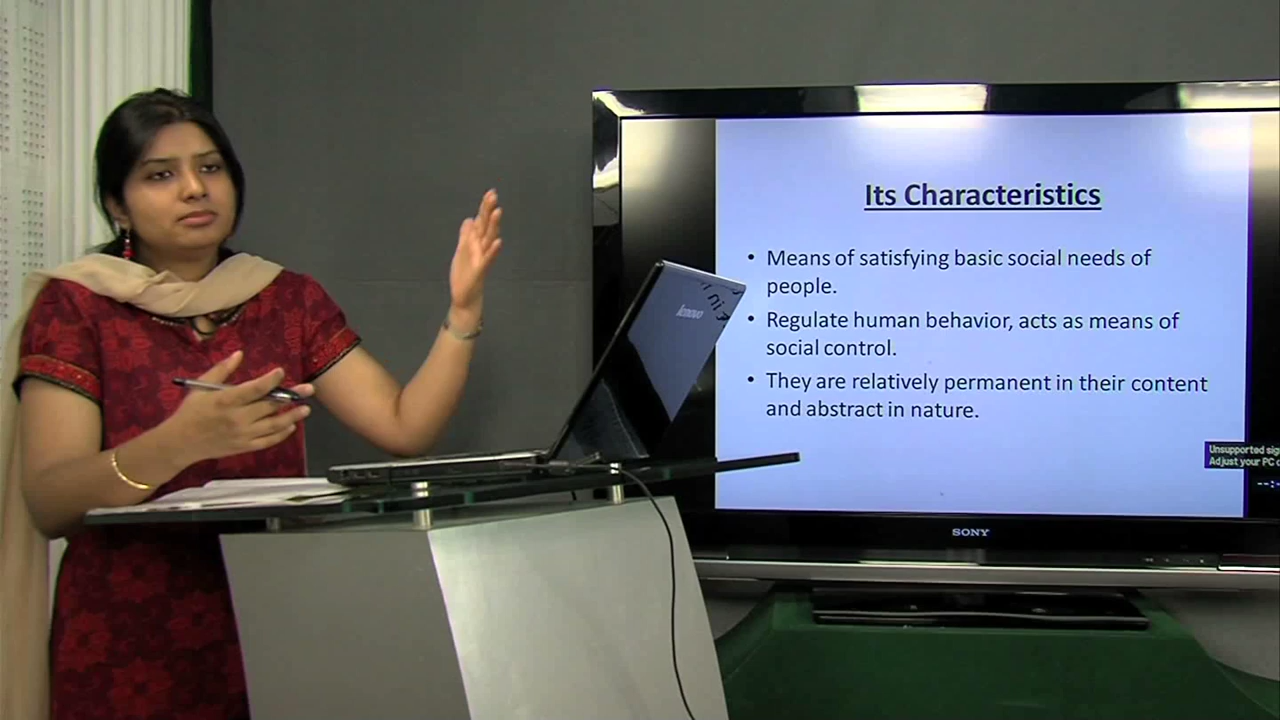 Its Characteristics
• Means of satisfying basic social needs of
people.
• Regulate human behavior, acts as means of
social control.
• They are relatively permanent in their content
and abstract in nature.
lenovo
Unsupported
Adjust your PC
SONY